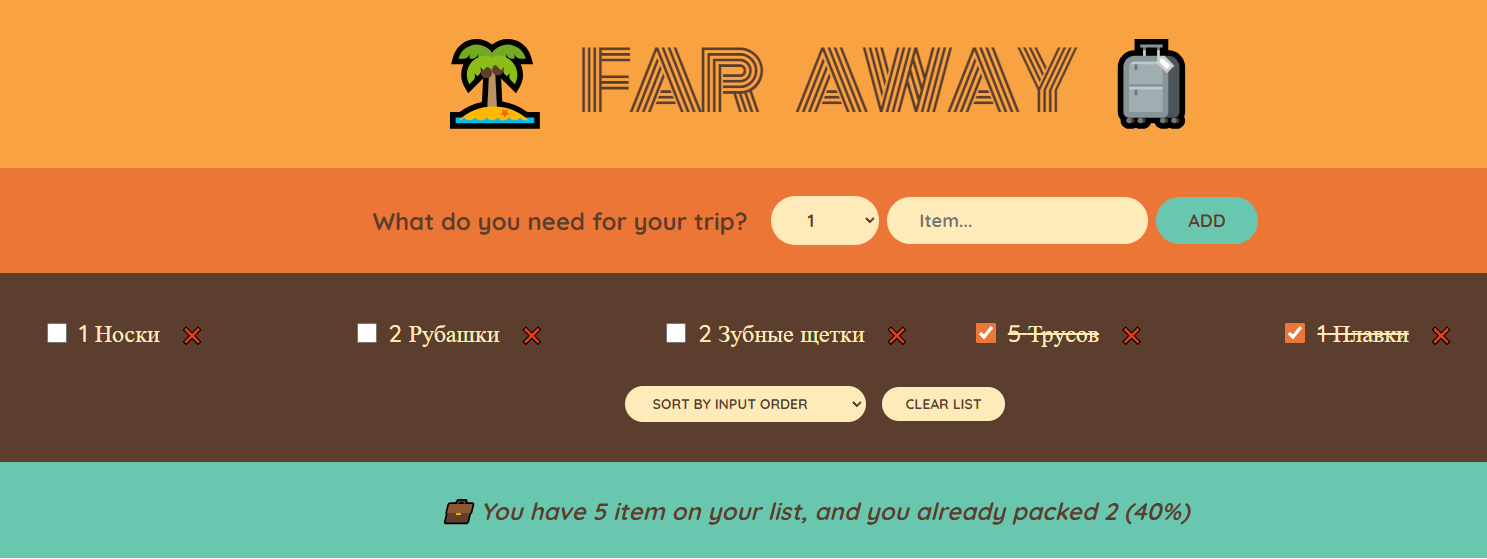 FAR AWAY
What do you need for your trip? 1 Item... ADD
1 Носки 2 Рубашки 2 Зубные щетки 5 Трусов 1 Плавки
SORT BY INPUT ORDER CLEAR LIST
You have 5 item on your list, and you already packed 2 (40%)